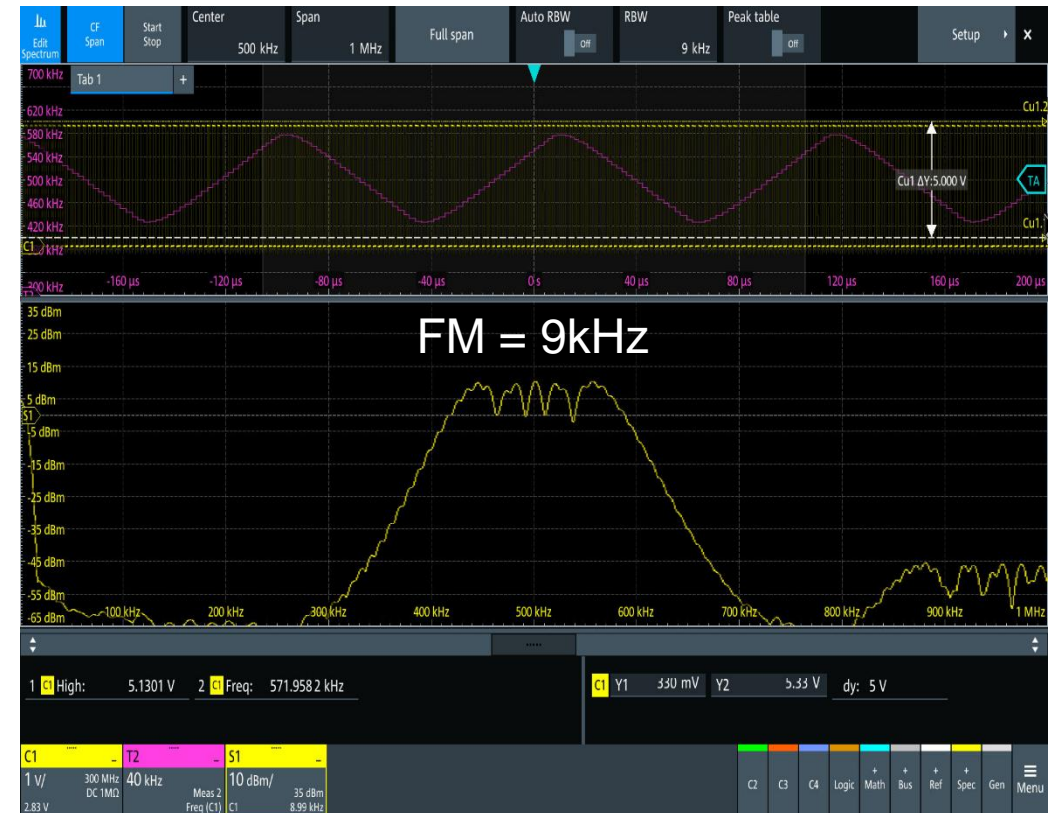 Edit Spectrum
CF Span
Start Stop
Center 500 kHz
Span 1 MHz
Full span
Auto RBW Off
RBW 9 kHz
Peak table Off
Setup
×
700 kHz
Tab 1
+
620 kHz
580 kHz
540 kHz
500 kHz
460 kHz
420 kHz
C1
kHz
Cu1.2
Cu1 ΔY:5.000 V
TA
Cu1.
-160 µs
-120 µs
-80 µs
-40 µs
0 s
40 µs
80 µs
120 µs
160 µs
200 µs
FM = 9kHz
35 dBm
25 dBm
15 dBm
5 dBm
S1
-5 dBm
-15 dBm
-25 dBm
-35 dBm
-45 dBm
-55 dBm
-65 dBm
100 kHz
200 kHz
300 kHz
400 kHz
500 kHz
600 kHz
700 kHz
800 kHz
900 kHz
1 MHz
1 C1 High: 5.1301 V 2 C1 Freq: 571.958 2 kHz
C1 Y1 330 mV Y2 5.33 V dy: 5 V
C1
1 V/ 300 MHz
DC 1MΩ
2.83 V
T2
40 kHz
Meas 2
Freq (C1)
S1
10 dBm/
35 dBm
C1 8.99 kHz
C2
C3
C4
Logic
+ Math
+ Bus
+ Ref
+ Spec
Gen
Menu